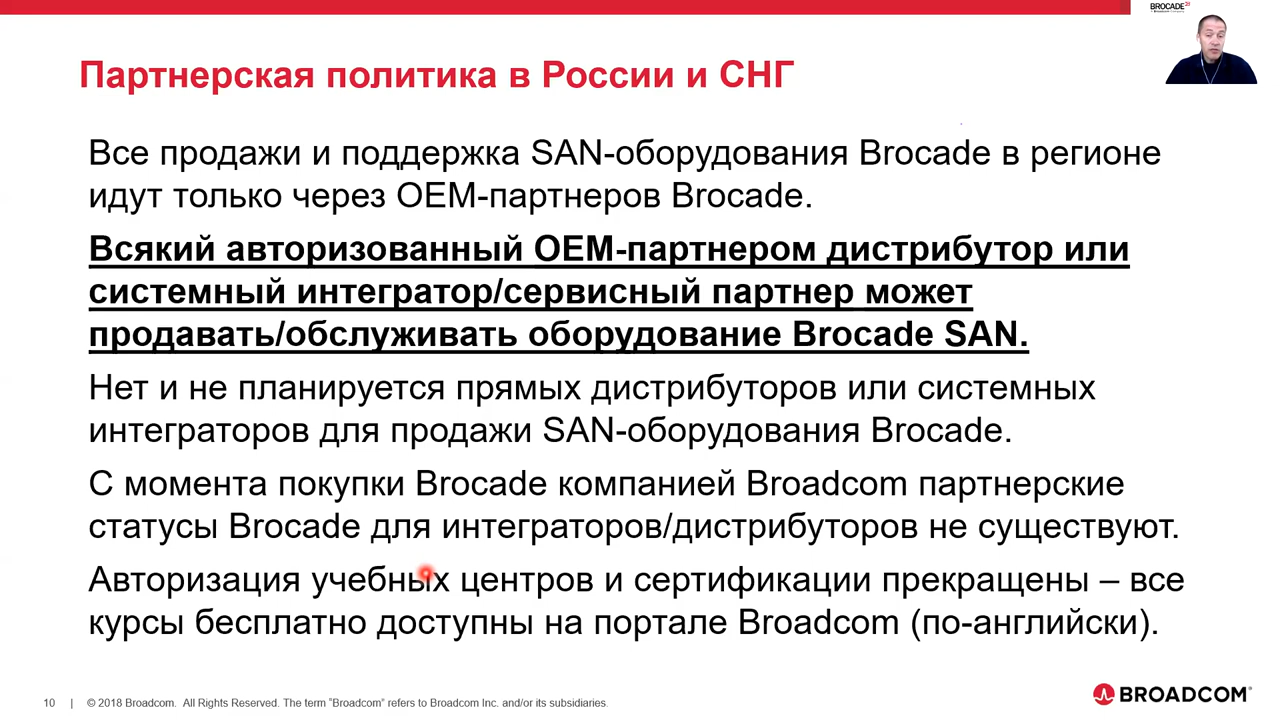 BROCADE
Партнерская политика в России и СНГ
Все продажи и поддержка SAN-оборудования Brocade в регионе
идут только через OEM-партнеров Brocade.
Всякий авторизованный OEM-партнером дистрибутор или
системный интегратор/сервисный партнер может
продавать/обслуживать оборудование Brocade SAN.
Нет и не планируется прямых дистрибуторов или системных
интеграторов для продажи SAN-оборудования Brocade.
С момента покупки Brocade компанией Broadcom партнерские
статусы Brocade для интеграторов/дистрибуторов не существуют.
Авторизация учебных центров и сертификации прекращены – все
курсы бесплатно доступны на портале Broadcom (по-английски).
10 | © 2018 Broadcom. All Rights Reserved. The term "Broadcom" refers to Broadcom Inc. and/or its subsidiaries.
BROADCOM